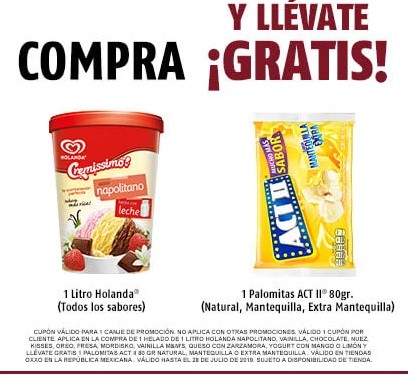 Y LLÉVATE
COMPRA ¡GRATIS!
HOLANDA
Cremissimo!
napolitano
leche
MUCHO MÁS
SABOR
MANTEQUILLA
EXTRA
ACT II
1 Litro Holanda®
(Todos los sabores)
1 Palomitas ACT II® 80gr.
(Natural, Mantequilla, Extra Mantequilla)
CUPÓN VÁLIDO PARA 1 CANJE DE PROMOCIÓN. NO APLICA CON OTRAS PROMOCIONES. VÁLIDO 1 CUPÓN POR
CLIENTE. APLICA EN LA COMPRA DE 1 HELADO DE 1 LITRO HOLANDA NAPOLITANO, VAINILLA, CHOCOLATE, NUEZ,
KISSES, OREO, FRESA, MORDISKO, VAINILLA M&MS, QUESO CON ZARZAMORA, YOGURT CON MANGO O LIMÓN Y
LLÉVATE GRATIS 1 PALOMITAS ACT II 80 GR NATURAL, MANTEQUILLA O EXTRA MANTEQUILLA . VÁLIDO EN TIENDAS
OXXO EN LA REPÚBLICA MEXICANA . VÁLIDO HASTA EL 28 DE JULIO DE 2019. SUJETO A DISPONIBILIDAD DE TIENDA.